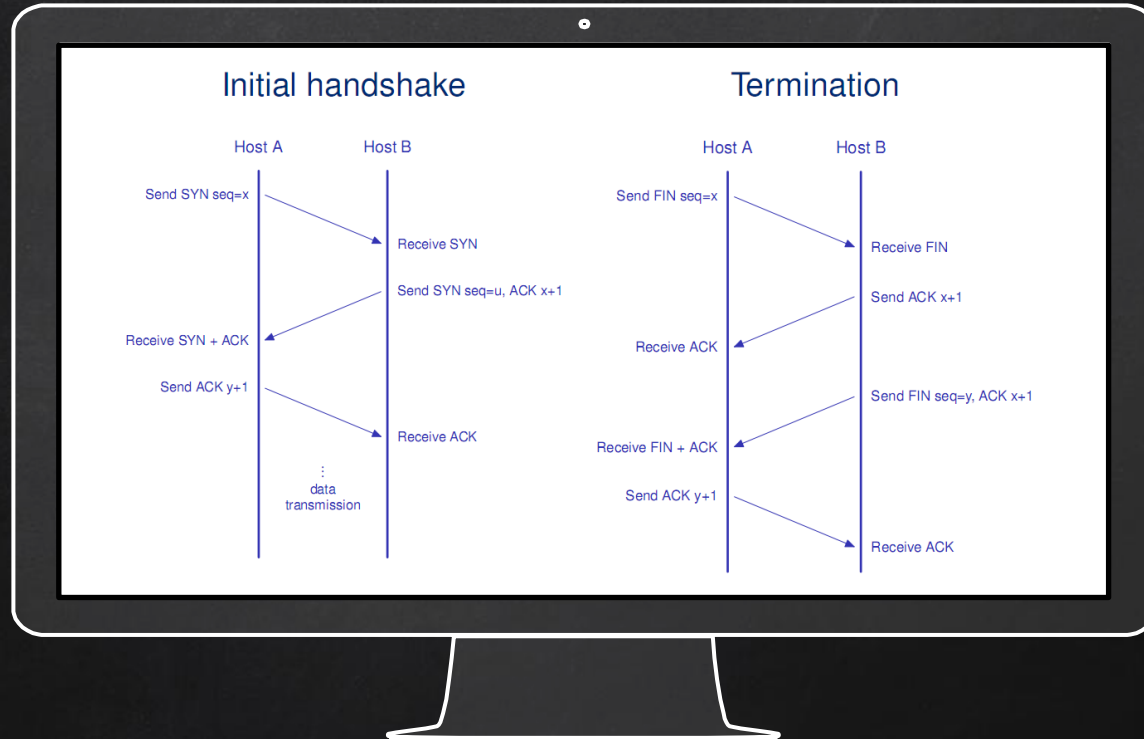 Initial handshake
Host A
Host B
Send SYN seq=x
Receive SYN
Send SYN seq=u, ACK x+1
Receive SYN + ACK
Send ACK y+1
Receive ACK
⋮
data
transmission
Termination
Host A
Host B
Send FIN seq=x
Receive FIN
Send ACK x+1
Receive ACK
Send FIN seq=y, ACK x+1
Receive FIN + ACK
Send ACK y+1
Receive ACK